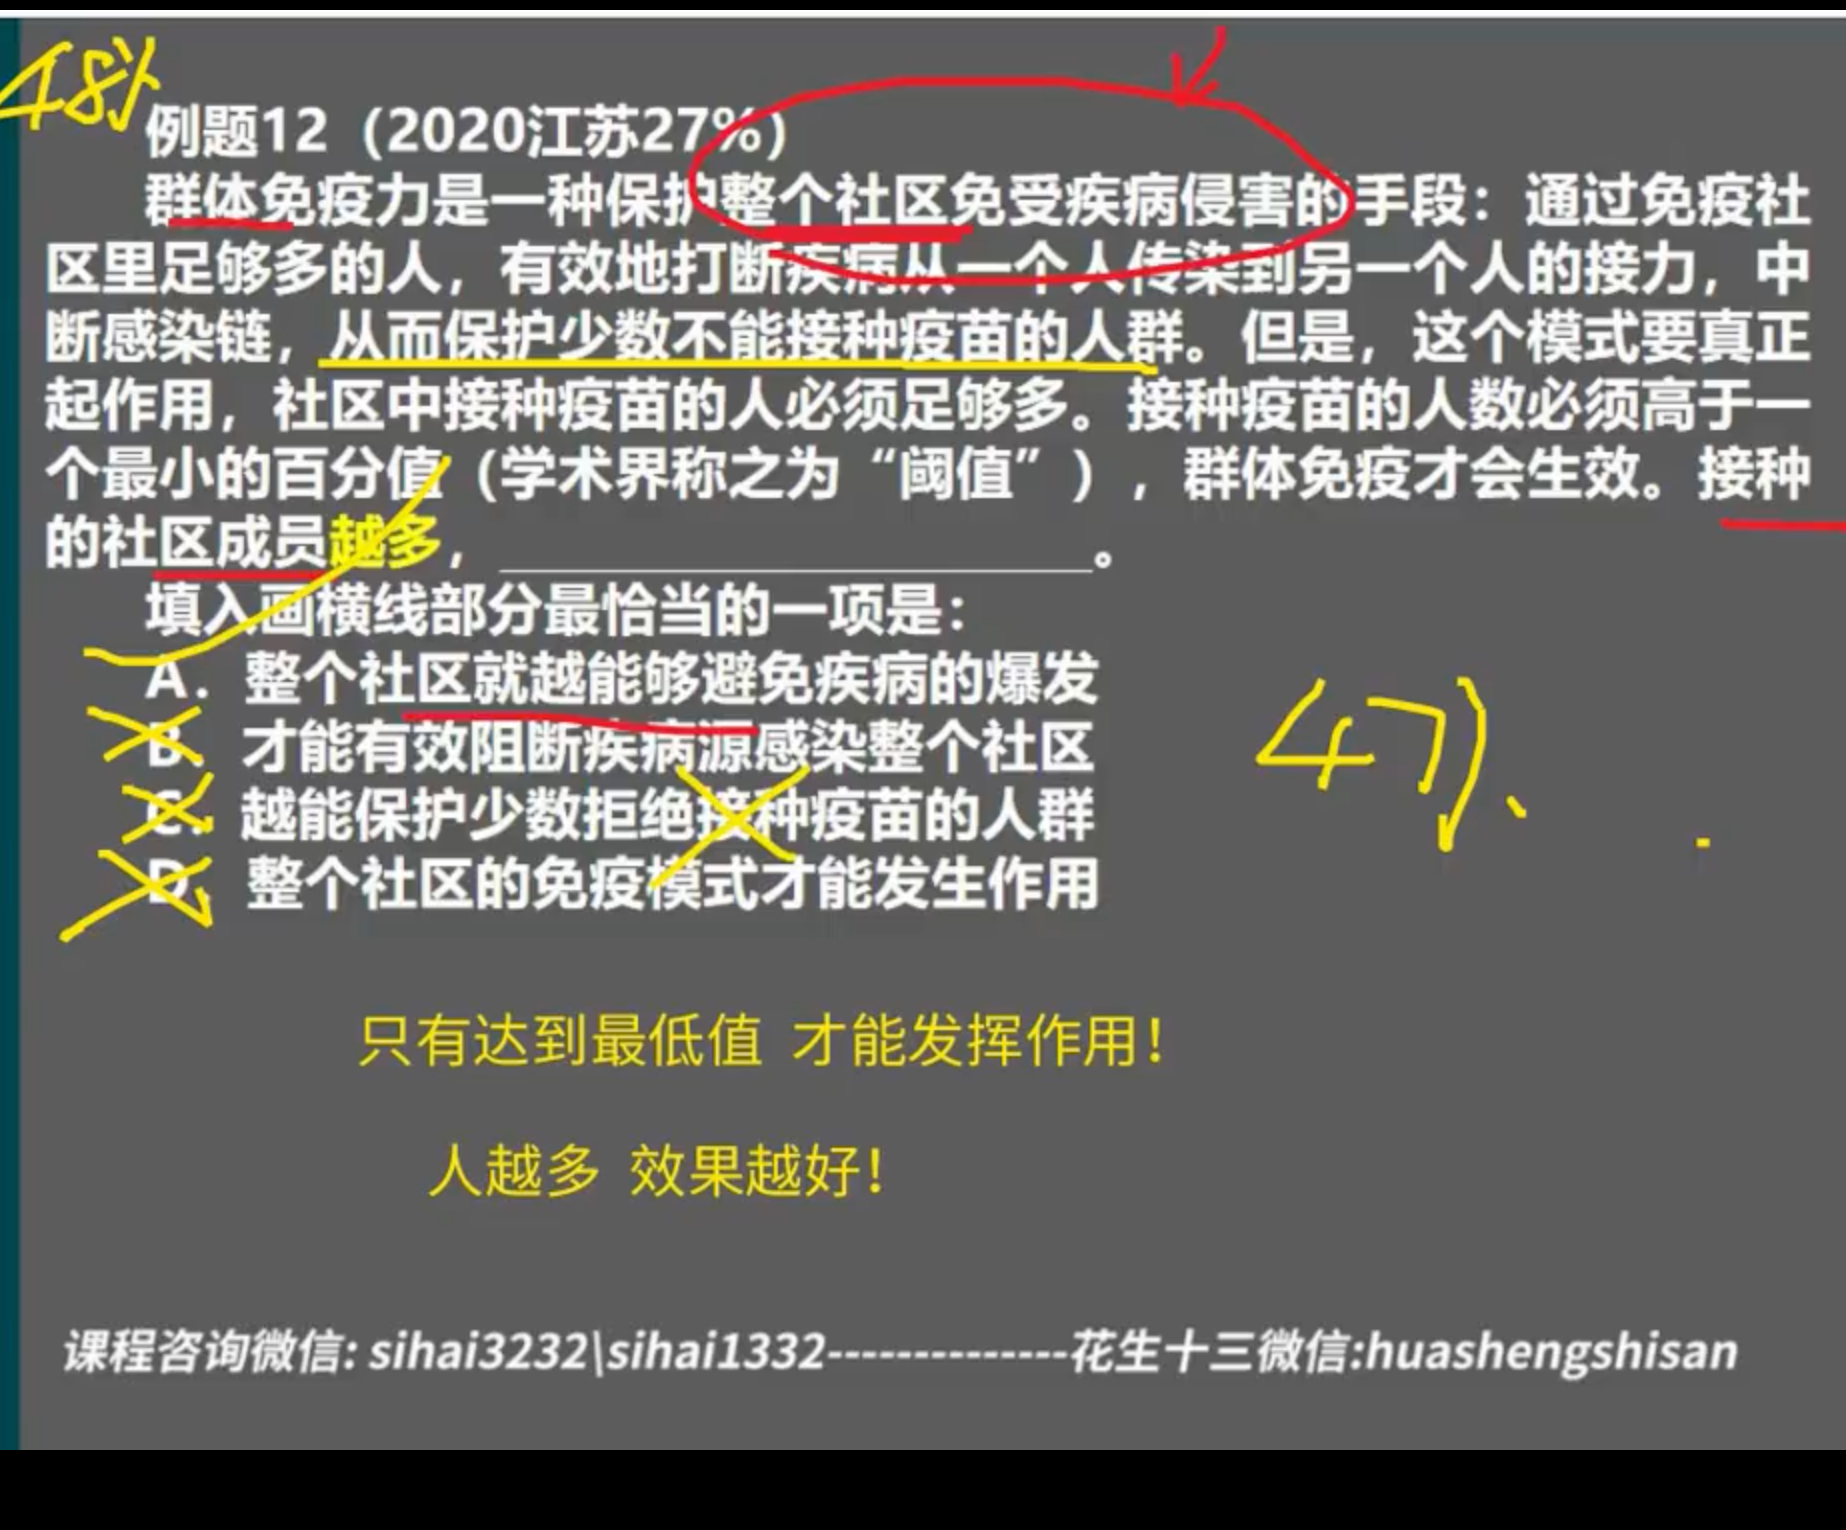 例题12（2020江苏27%）
群体免疫力是一种保护整个社区免受疾病侵害的手段：通过免疫社
区里足够多的人，有效地打断疾病从一个人传染到另一个人的接力，中
断感染链，从而保护少数不能接种疫苗的人群。但是，这个模式要真正
起作用，社区中接种疫苗的人必须足够多。接种疫苗的人数必须高于一
个最小的百分值（学术界称之为“阈值”），群体免疫才会生效。接种
的社区成员越多，____________________。
填入画横线部分最恰当的一项是：
A. 整个社区就越能够避免疾病的爆发
B. 才能有效阻断疾病源感染整个社区
C. 越能保护少数拒绝接种疫苗的人群
D. 整个社区的免疫模式才能发生作用
只有达到最低值 才能发挥作用！
人越多 效果越好！
课程咨询微信: sihai3232\sihai1332--------------花生十三微信:huashengshisan